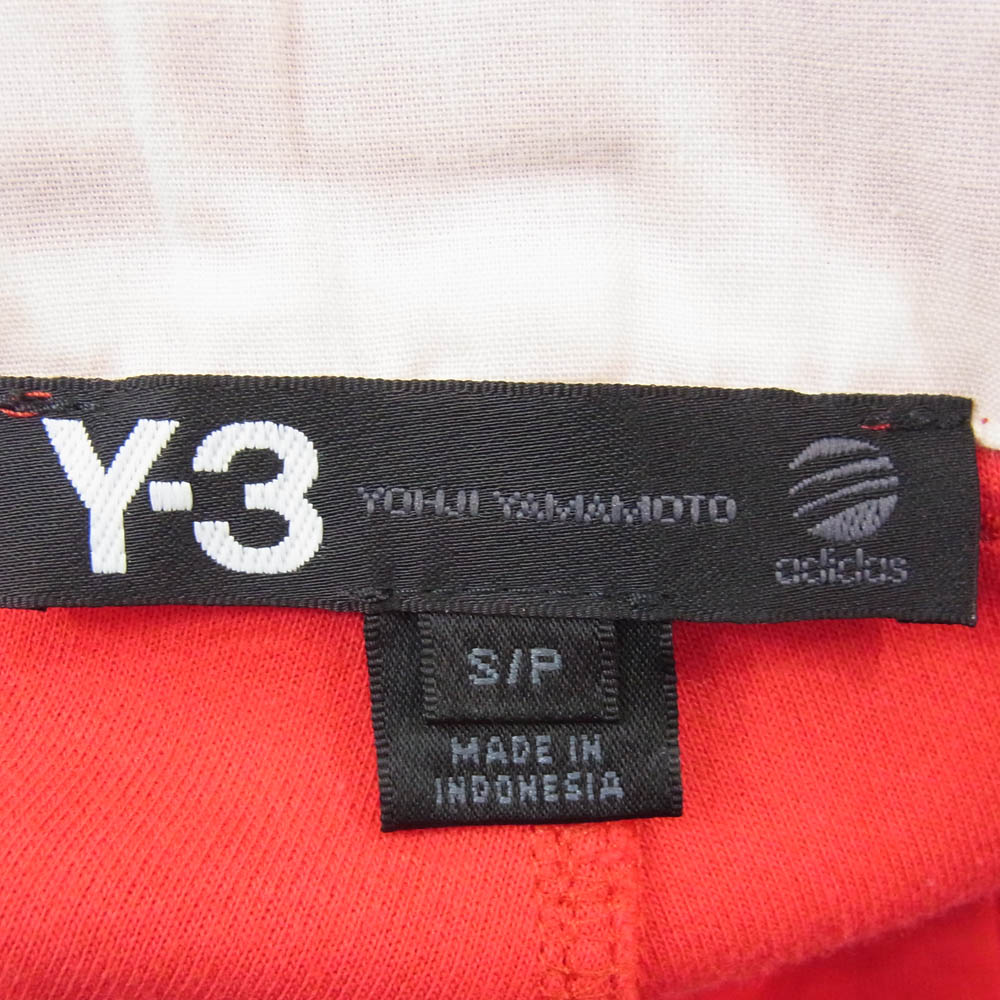 Y-3 YOHJI YAMAMOTO adidas
S/P
MADE IN
INDONESIA